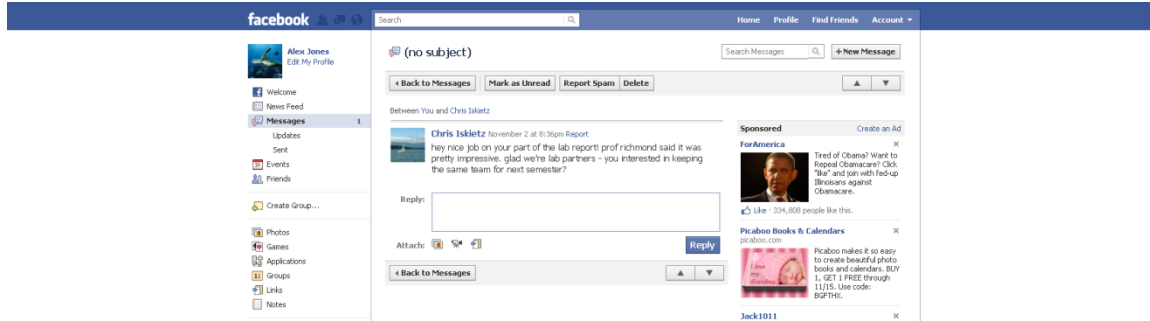 facebook
Search
Home Profile Find Friends Account
Alex Jones
Edit My Profile
Welcome
News Feed
Messages 1
Updates
Sent
Events
Friends
Create Group...
Photos
Games
Applications
Groups
Links
Notes
(no subject)
Search Messages
+New Message
Back to Messages Mark as Unread Report Spam Delete
Between You and Chris Iskietz
Chris Iskietz November 2 at 8:36pm Report
hey nice job on your part of the lab report! prof richmond said it was
pretty impressive. glad we're lab partners - you interested in keeping
the same team for next semester?
Reply:
Attach:
Reply
Back to Messages
Sponsored Create an Ad
ForAmerica
Tired of Obama? Want to
Repeal Obamacare? Click
"like" and join with fed-up
Illinoisans against
Obamacare.
Like · 334,808 people like this.
Picaboo Books & Calendars
picaboo.com
Picaboo makes it so easy
to create beautiful photo
books and calendars. BUY
1, GET 1 FREE through
11/15. Use code:
BGFTHX.
I love
my
Grandma
Jack1011